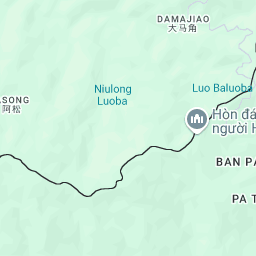 DAMAJIAO
大马角
Niulong
Luoba
Luo Baluoba
SONG
阿松
Hòn đá
người H
BAN PA
PA T